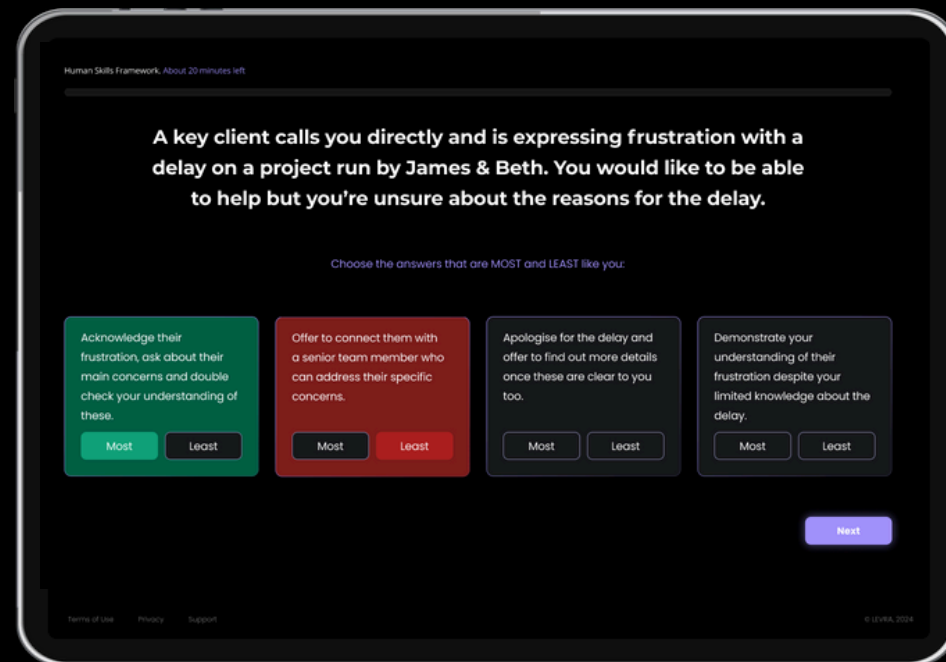 Human Skills Framework. About 20 minutes left
A key client calls you directly and is expressing frustration with a
delay on a project run by James & Beth. You would like to be able
to help but you’re unsure about the reasons for the delay.
Choose the answers that are MOST and LEAST like you:
Acknowledge their
frustration, ask about their
main concerns and double
check your understanding of
these.
Most Least
Offer to connect them with
a senior team member who
can address their specific
concerns.
Most Least
Apologise for the delay and
offer to find out more details
once these are clear to you
too.
Most Least
Demonstrate your
understanding of their
frustration despite your
limited knowledge about the
delay.
Most Least
Next
Terms of Use Privacy Support
© LEVRA, 2024